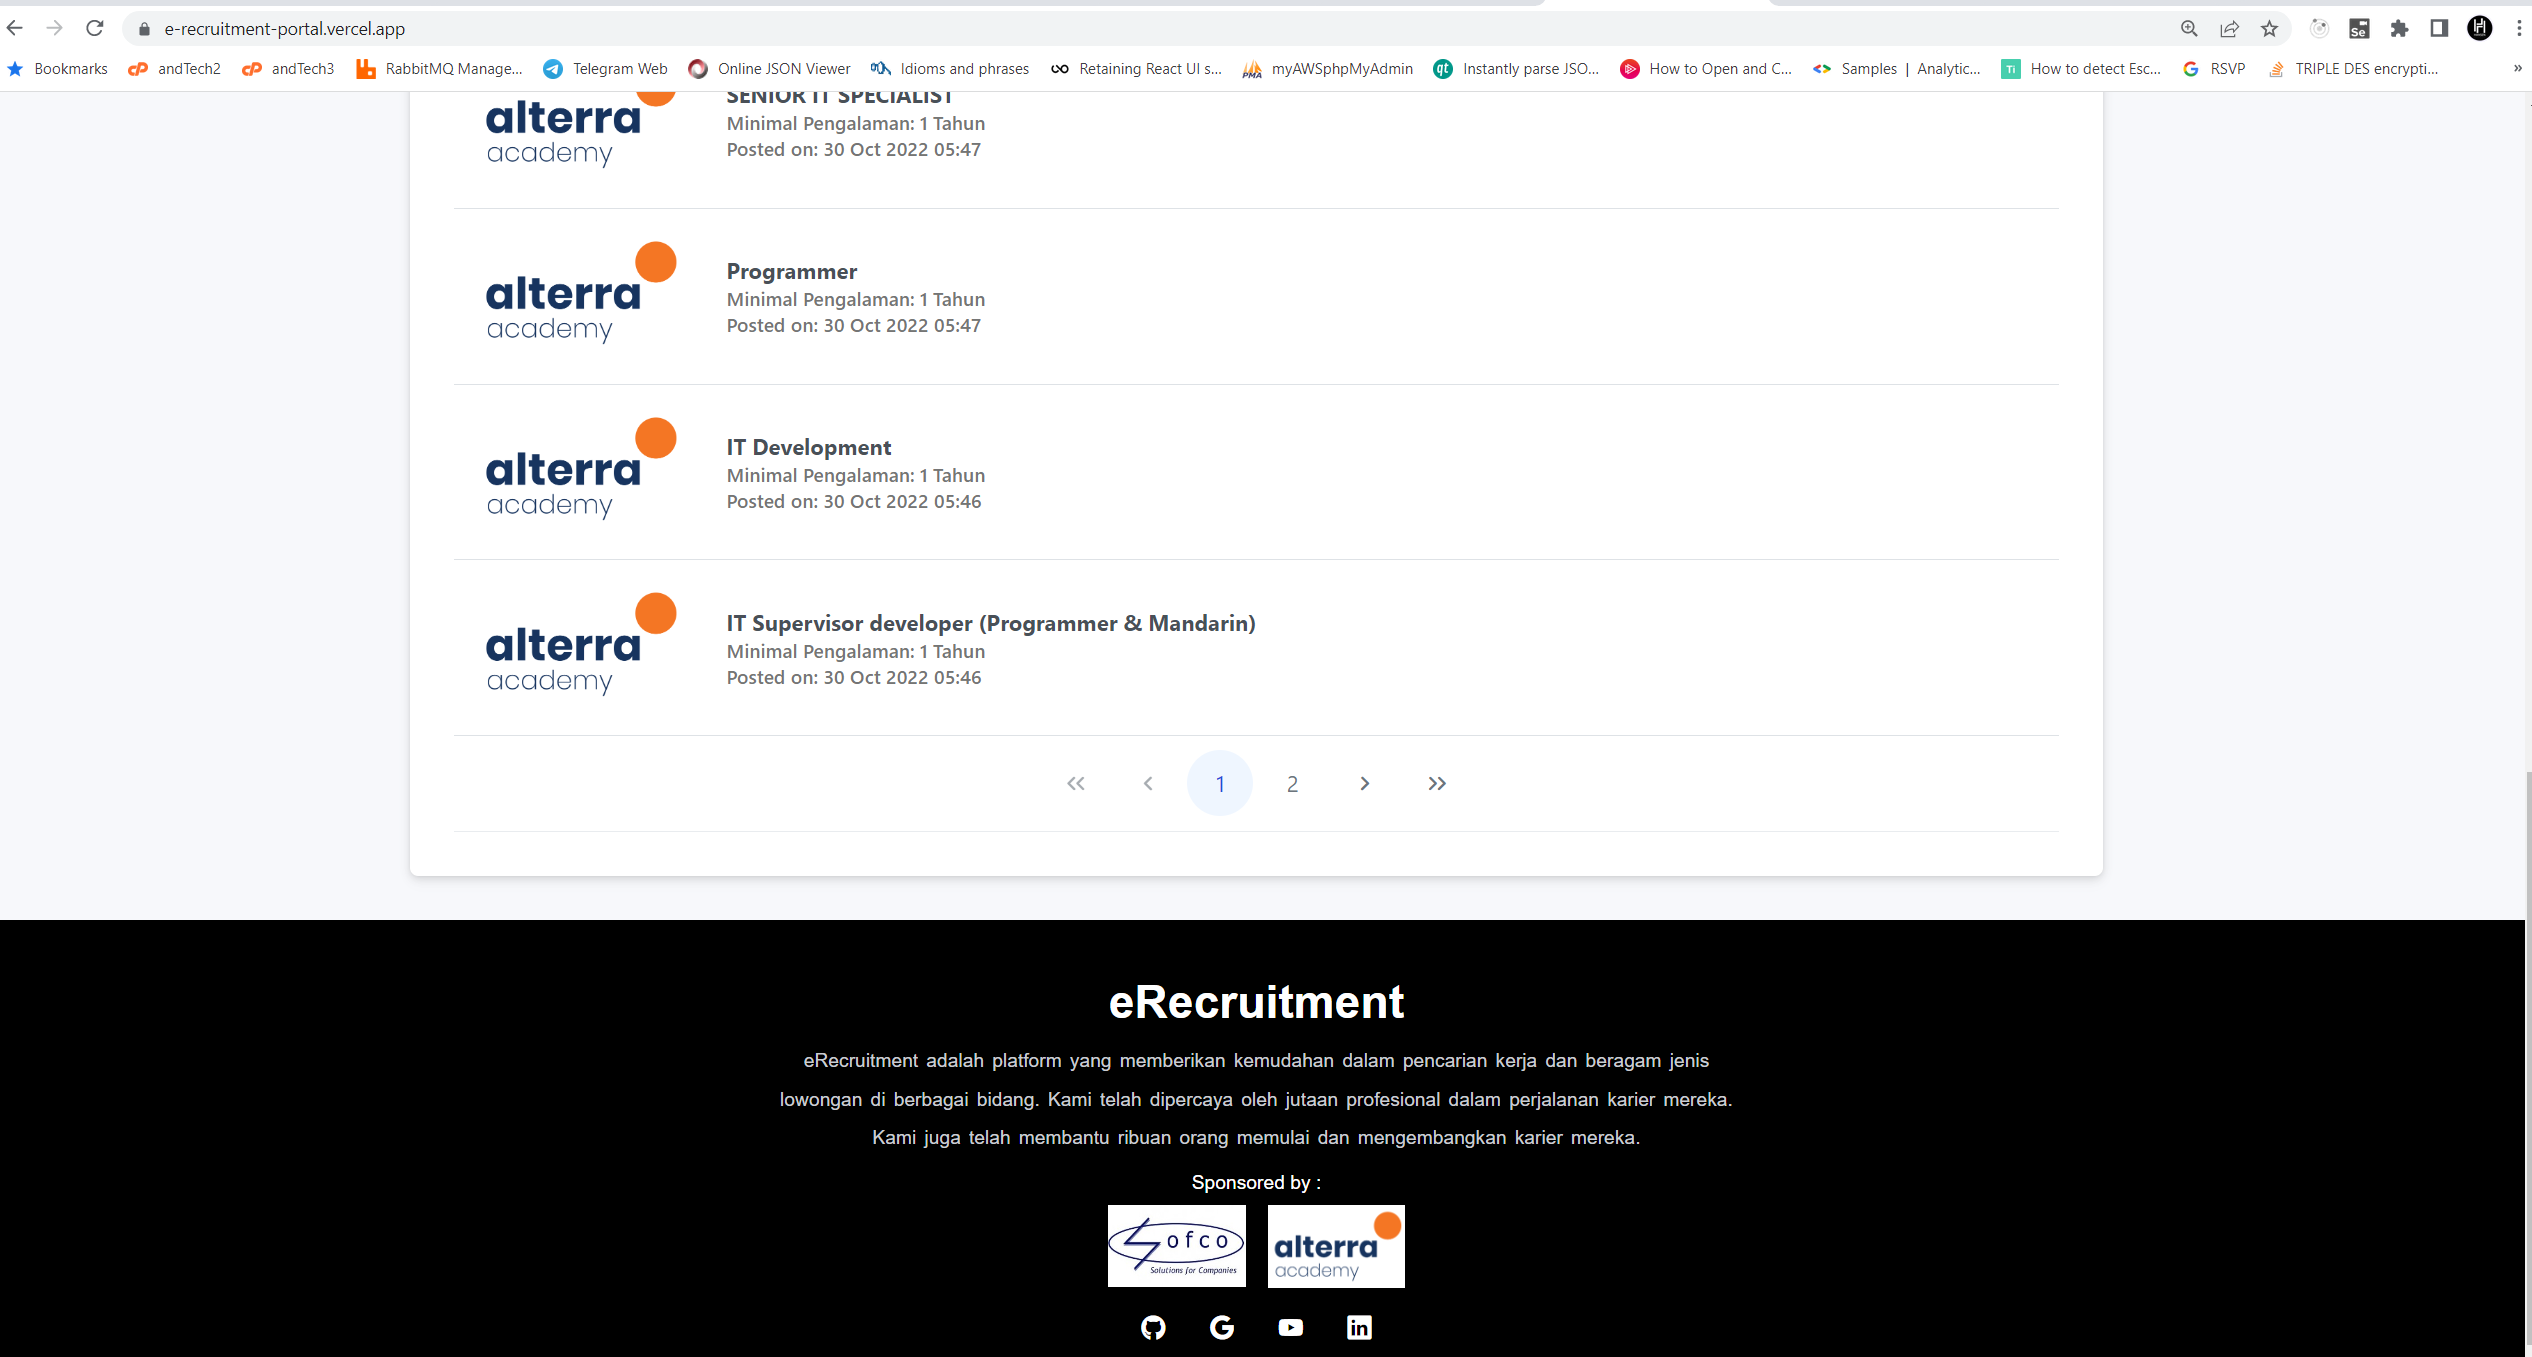 e-recruitment-portal.vercel.app
Bookmarks andTech2 andTech3 RabbitMQ Manage... Telegram Web Online JSON Viewer Idioms and phrases Retaining React UI s... PMA myAWSphpMyAdmin qt Instantly parse JSO... How to Open and C... Samples | Analytic... Ti How to detect Esc... RSVP TRIPLE DES encrypti... »
alterra
academy
SENIOR IT SPECIALIST
Minimal Pengalaman: 1 Tahun
Posted on: 30 Oct 2022 05:47
alterra
academy
Programmer
Minimal Pengalaman: 1 Tahun
Posted on: 30 Oct 2022 05:47
alterra
academy
IT Development
Minimal Pengalaman: 1 Tahun
Posted on: 30 Oct 2022 05:46
alterra
academy
IT Supervisor developer (Programmer & Mandarin)
Minimal Pengalaman: 1 Tahun
Posted on: 30 Oct 2022 05:46
1 2
eRecruitment
eRecruitment adalah platform yang memberikan kemudahan dalam pencarian kerja dan beragam jenis
lowongan di berbagai bidang. Kami telah dipercaya oleh jutaan profesional dalam perjalanan karier mereka.
Kami juga telah membantu ribuan orang memulai dan mengembangkan karier mereka.
Sponsored by :
Sofco
Solutions for Companies
alterra
academy